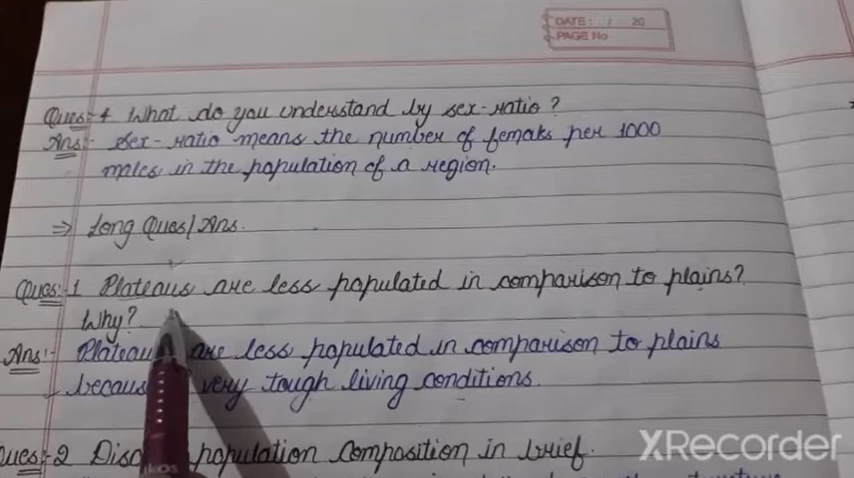 DATE: / 20
PAGE No
Ques:- 4 What do you understand by sex-ratio?
Ans:- Sex-ratio means the number of females per 1000
males in the population of a region.
⇒ Long Ques/Ans.
Ques:-1 Plateaus are less populated in comparison to plains?
Why?
Ans:- Plateau are less populated in comparison to plains
becaus very tough living conditions.
Ques:-2 population composition in brief.
XRecorder